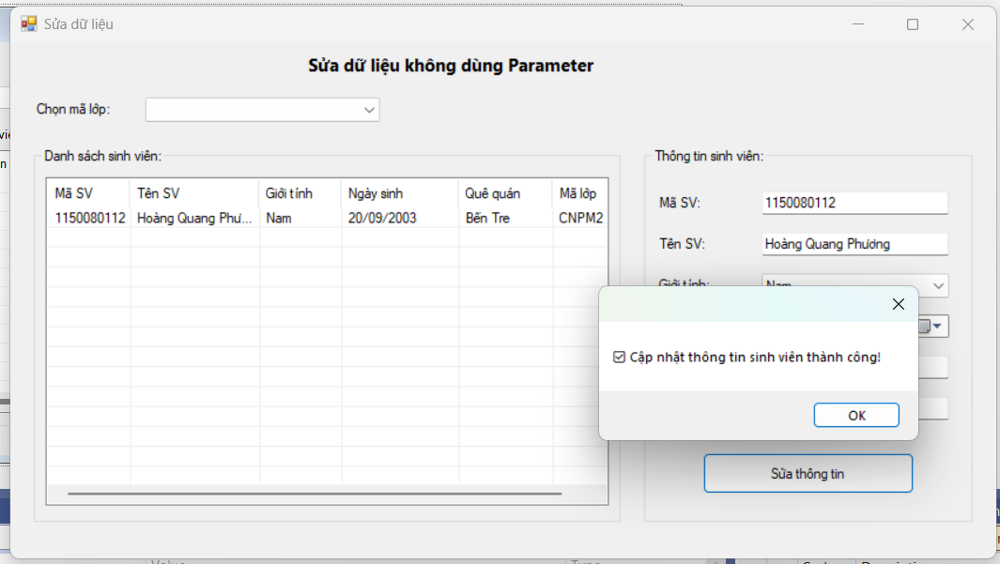 Sửa dữ liệu
Sửa dữ liệu không dùng Parameter
Chọn mã lớp:
Danh sách sinh viên:
Mã SV Tên SV Giới tính Ngày sinh Quê quán Mã lớp
1150080112 Hoàng Quang Phư... Nam 20/09/2003 Bến Tre CNPM2
Thông tin sinh viên:
Mã SV: 1150080112
Tên SV: Hoàng Quang Phương
Giới tính: Nam
Cập nhật thông tin sinh viên thành công!
OK
Sửa thông tin